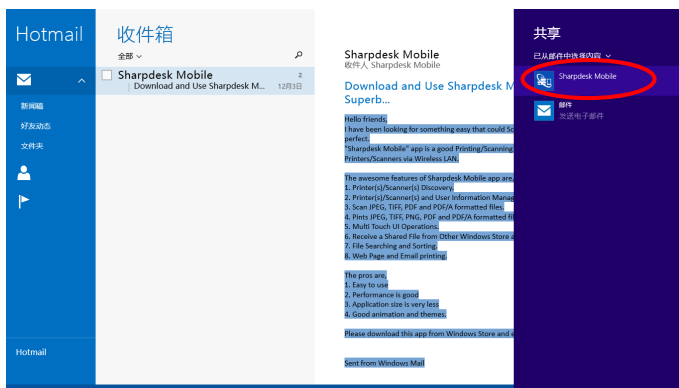 Hotmail
新闻稿
好友动态
文件夹
Hotmail
收件箱
全部
Sharpdesk Mobile 2
Download and Use Sharpdesk M... 12月3日
Sharpdesk Mobile
收件人 Sharpdesk Mobile
Download and Use Sharpdesk M
Superb...
Hello friends,
I have been looking for something easy that could Sc
perfect.
"Sharpdesk Mobile" app is a good Printing/Scanning
Printers/Scanners via Wireless LAN.
The awesome features of Sharpdesk Mobile app are,
1. Printer(s)/Scanner(s) Discovery.
2. Printer(s)/Scanner(s) and User Information Manag
3. Scan JPEG, TIFF, PDF and PDF/A formatted files.
4. Pints JPEG, TIFF, PNG, PDF and PDF/A formatted fil
5. Multi Touch UI Operations.
6. Receive a Shared File from Other Windows Store a
7. File Searching and Sorting.
8. Web Page and Email printing.
The pros are,
1. Easy to use
2. Performance is good
3. Application size is very less
4. Good animation and themes.
Please download this app from Windows Store and e
Sent from Windows Mail
共享
已从邮件中选择内容
Sharpdesk Mobile
邮件
发送电子邮件